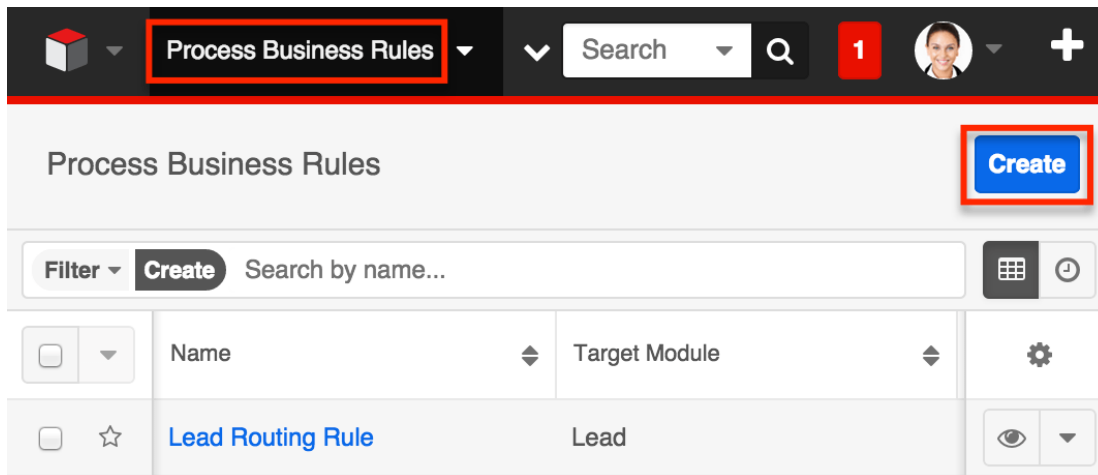 Process Business Rules Search 1
Process Business Rules Create
Filter Create Search by name...
Name Target Module
Lead Routing Rule Lead